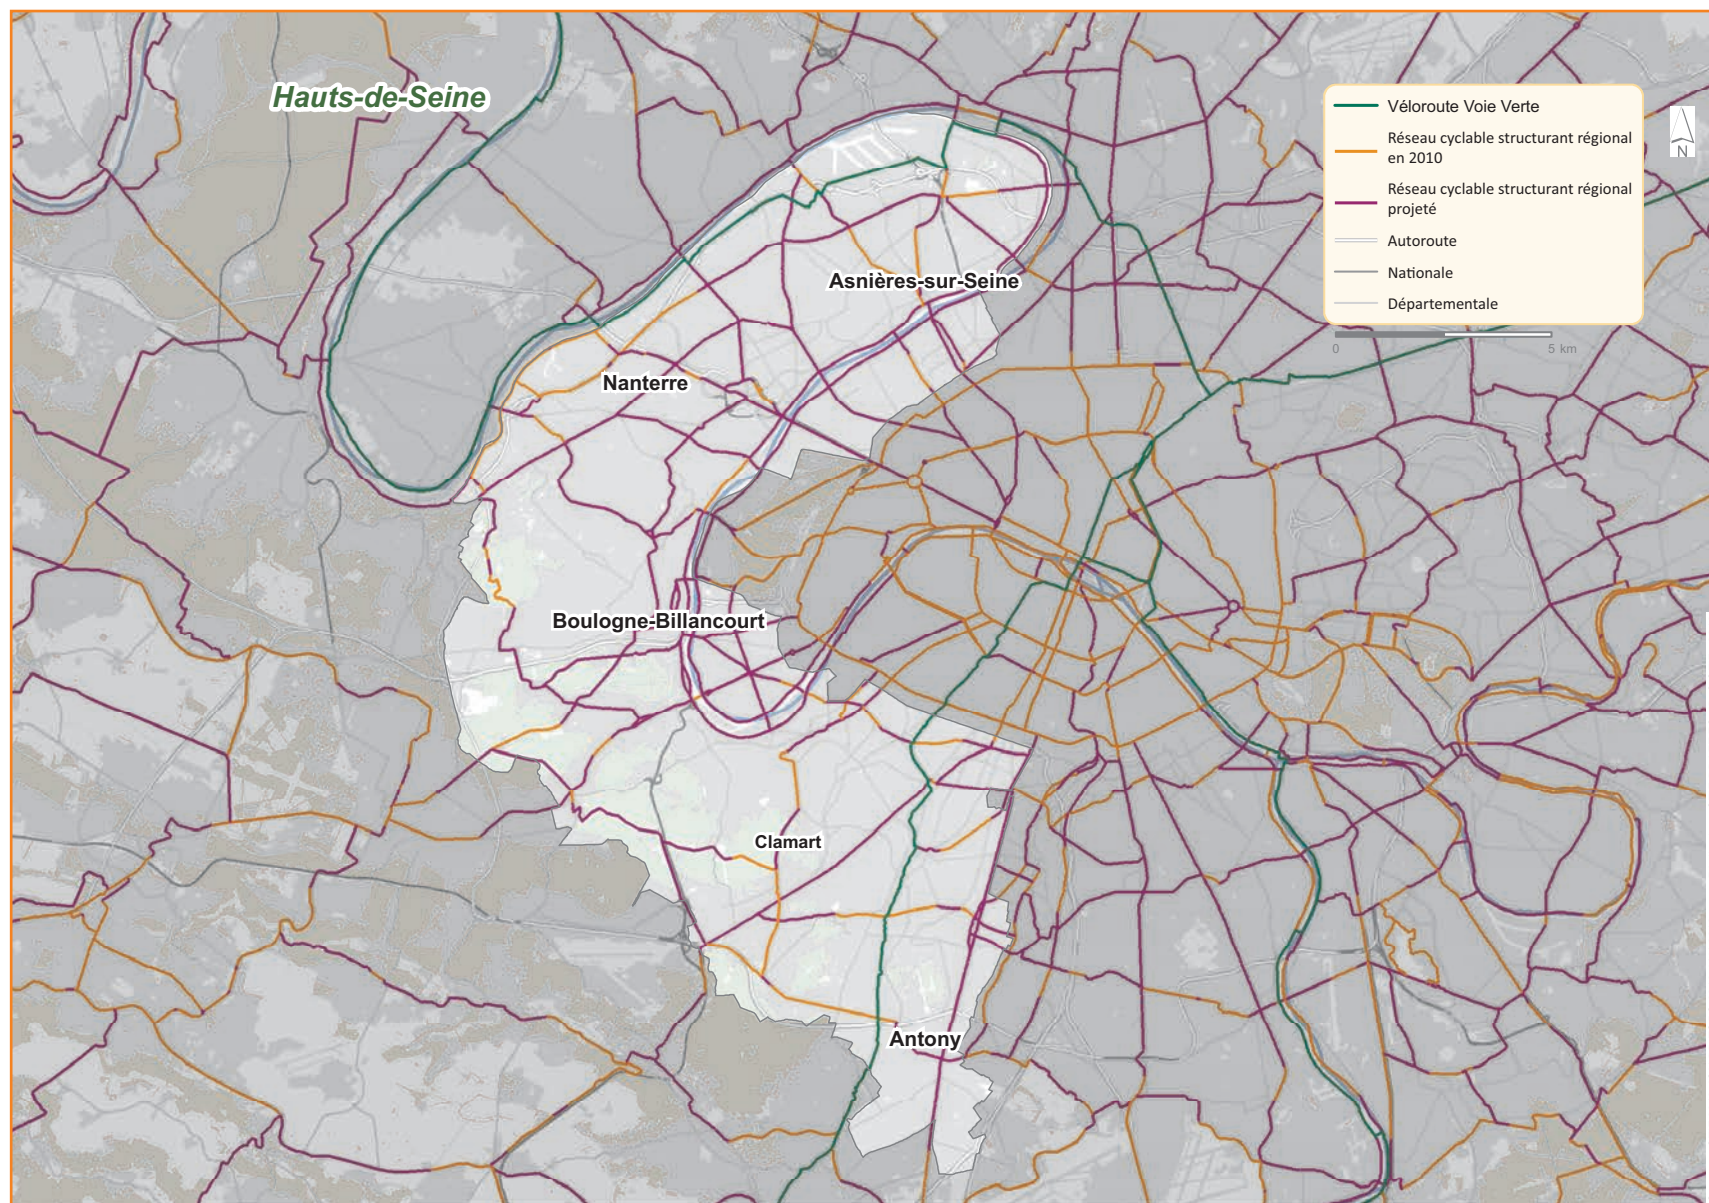 Hauts-de-Seine
Véloroute Voie Verte
Réseau cyclable structurant régional
en 2010
Réseau cyclable structurant régional
projeté
Autoroute
Nationale
Départementale
N
0
5 km
Asnières-sur-Seine
Nanterre
Boulogne-Billancourt
Clamart
Antony